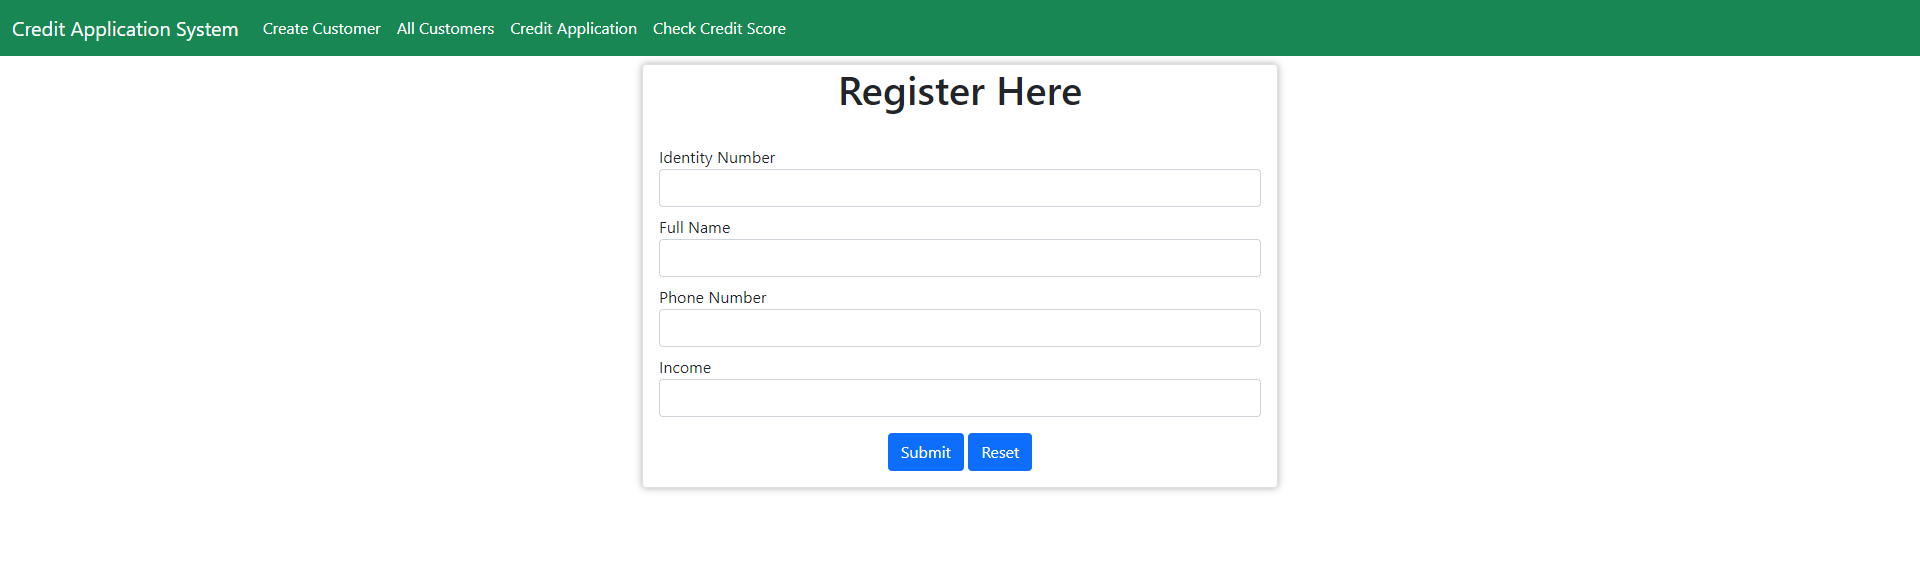 Credit Application System Create Customer All Customers Credit Application Check Credit Score
Register Here
Identity Number
Full Name
Phone Number
Income
Submit Reset